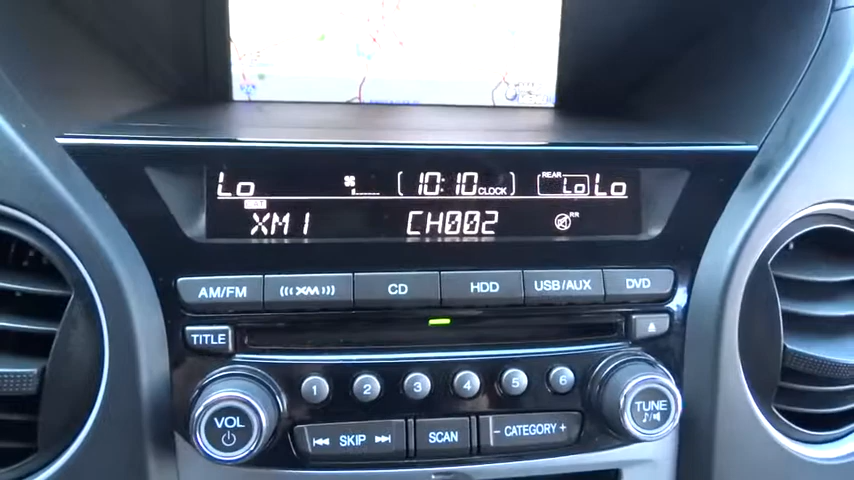 Lo 10:10 CLOCK REAR Lo Lo
XM1 CH002 RR
AM/FM XM CD HDD USB/AUX DVD
TITLE
1 2 3 4 5 6
VOL TUNE
SKIP SCAN - CATEGORY +